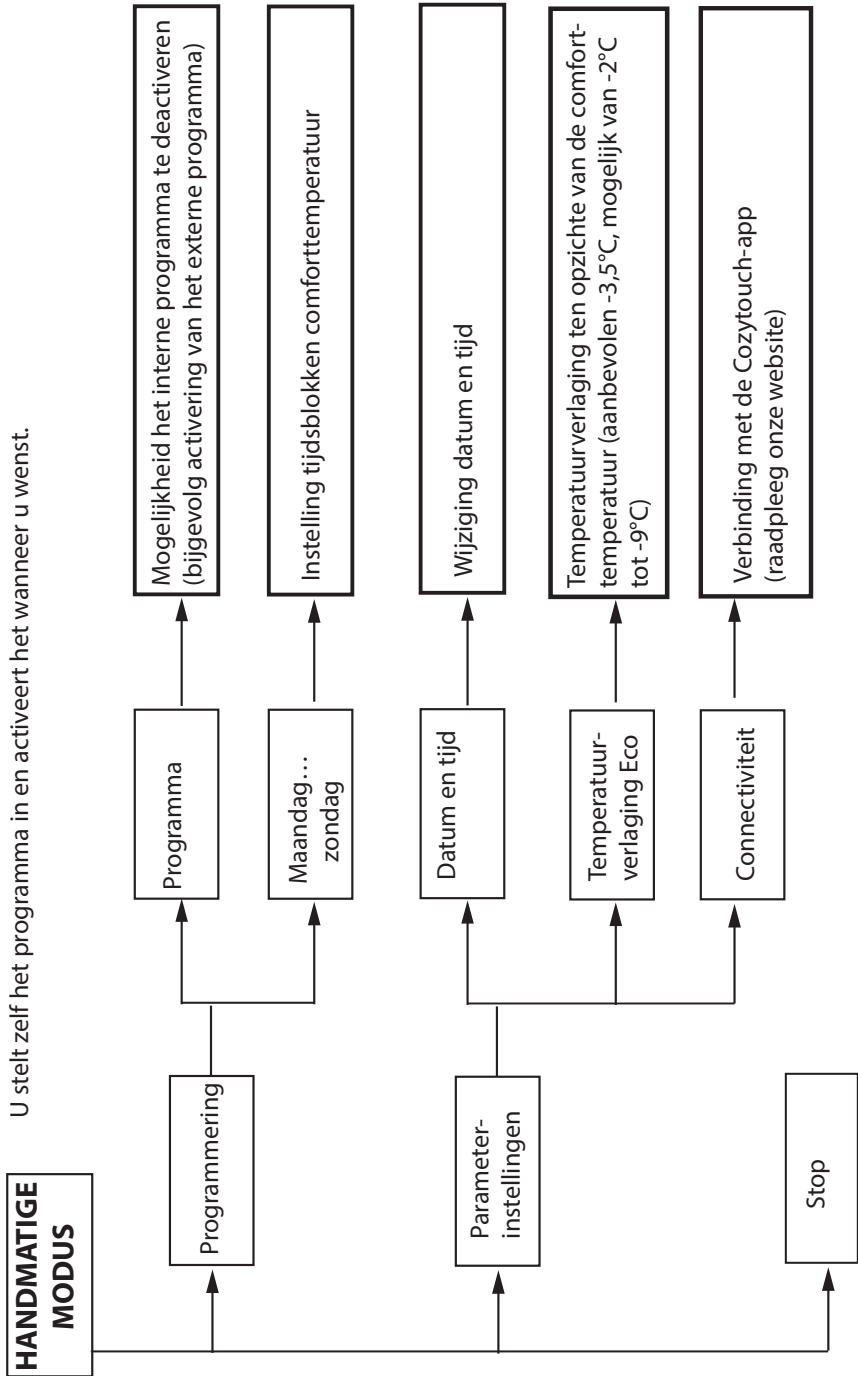 HANDMATIGE
MODUS
U stelt zelf het programma in en activeert het wanneer u wenst.
Programmering
Programma
Mogelijkheid het interne programma te deactiveren
(bijgevolg activering van het externe programma)
Maandag…
zondag
Instelling tijdsblokken comforttemperatuur
Parameter-
instellingen
Datum en tijd
Wijziging datum en tijd
Temperatuur-
verlaging Eco
Temperatuurverlaging ten opzichte van de comfort-
temperatuur (aanbevolen -3,5°C, mogelijk van -2°C
tot -9°C)
Connectiviteit
Verbinding met de Cozytouch-app
(raadpleeg onze website)
Stop